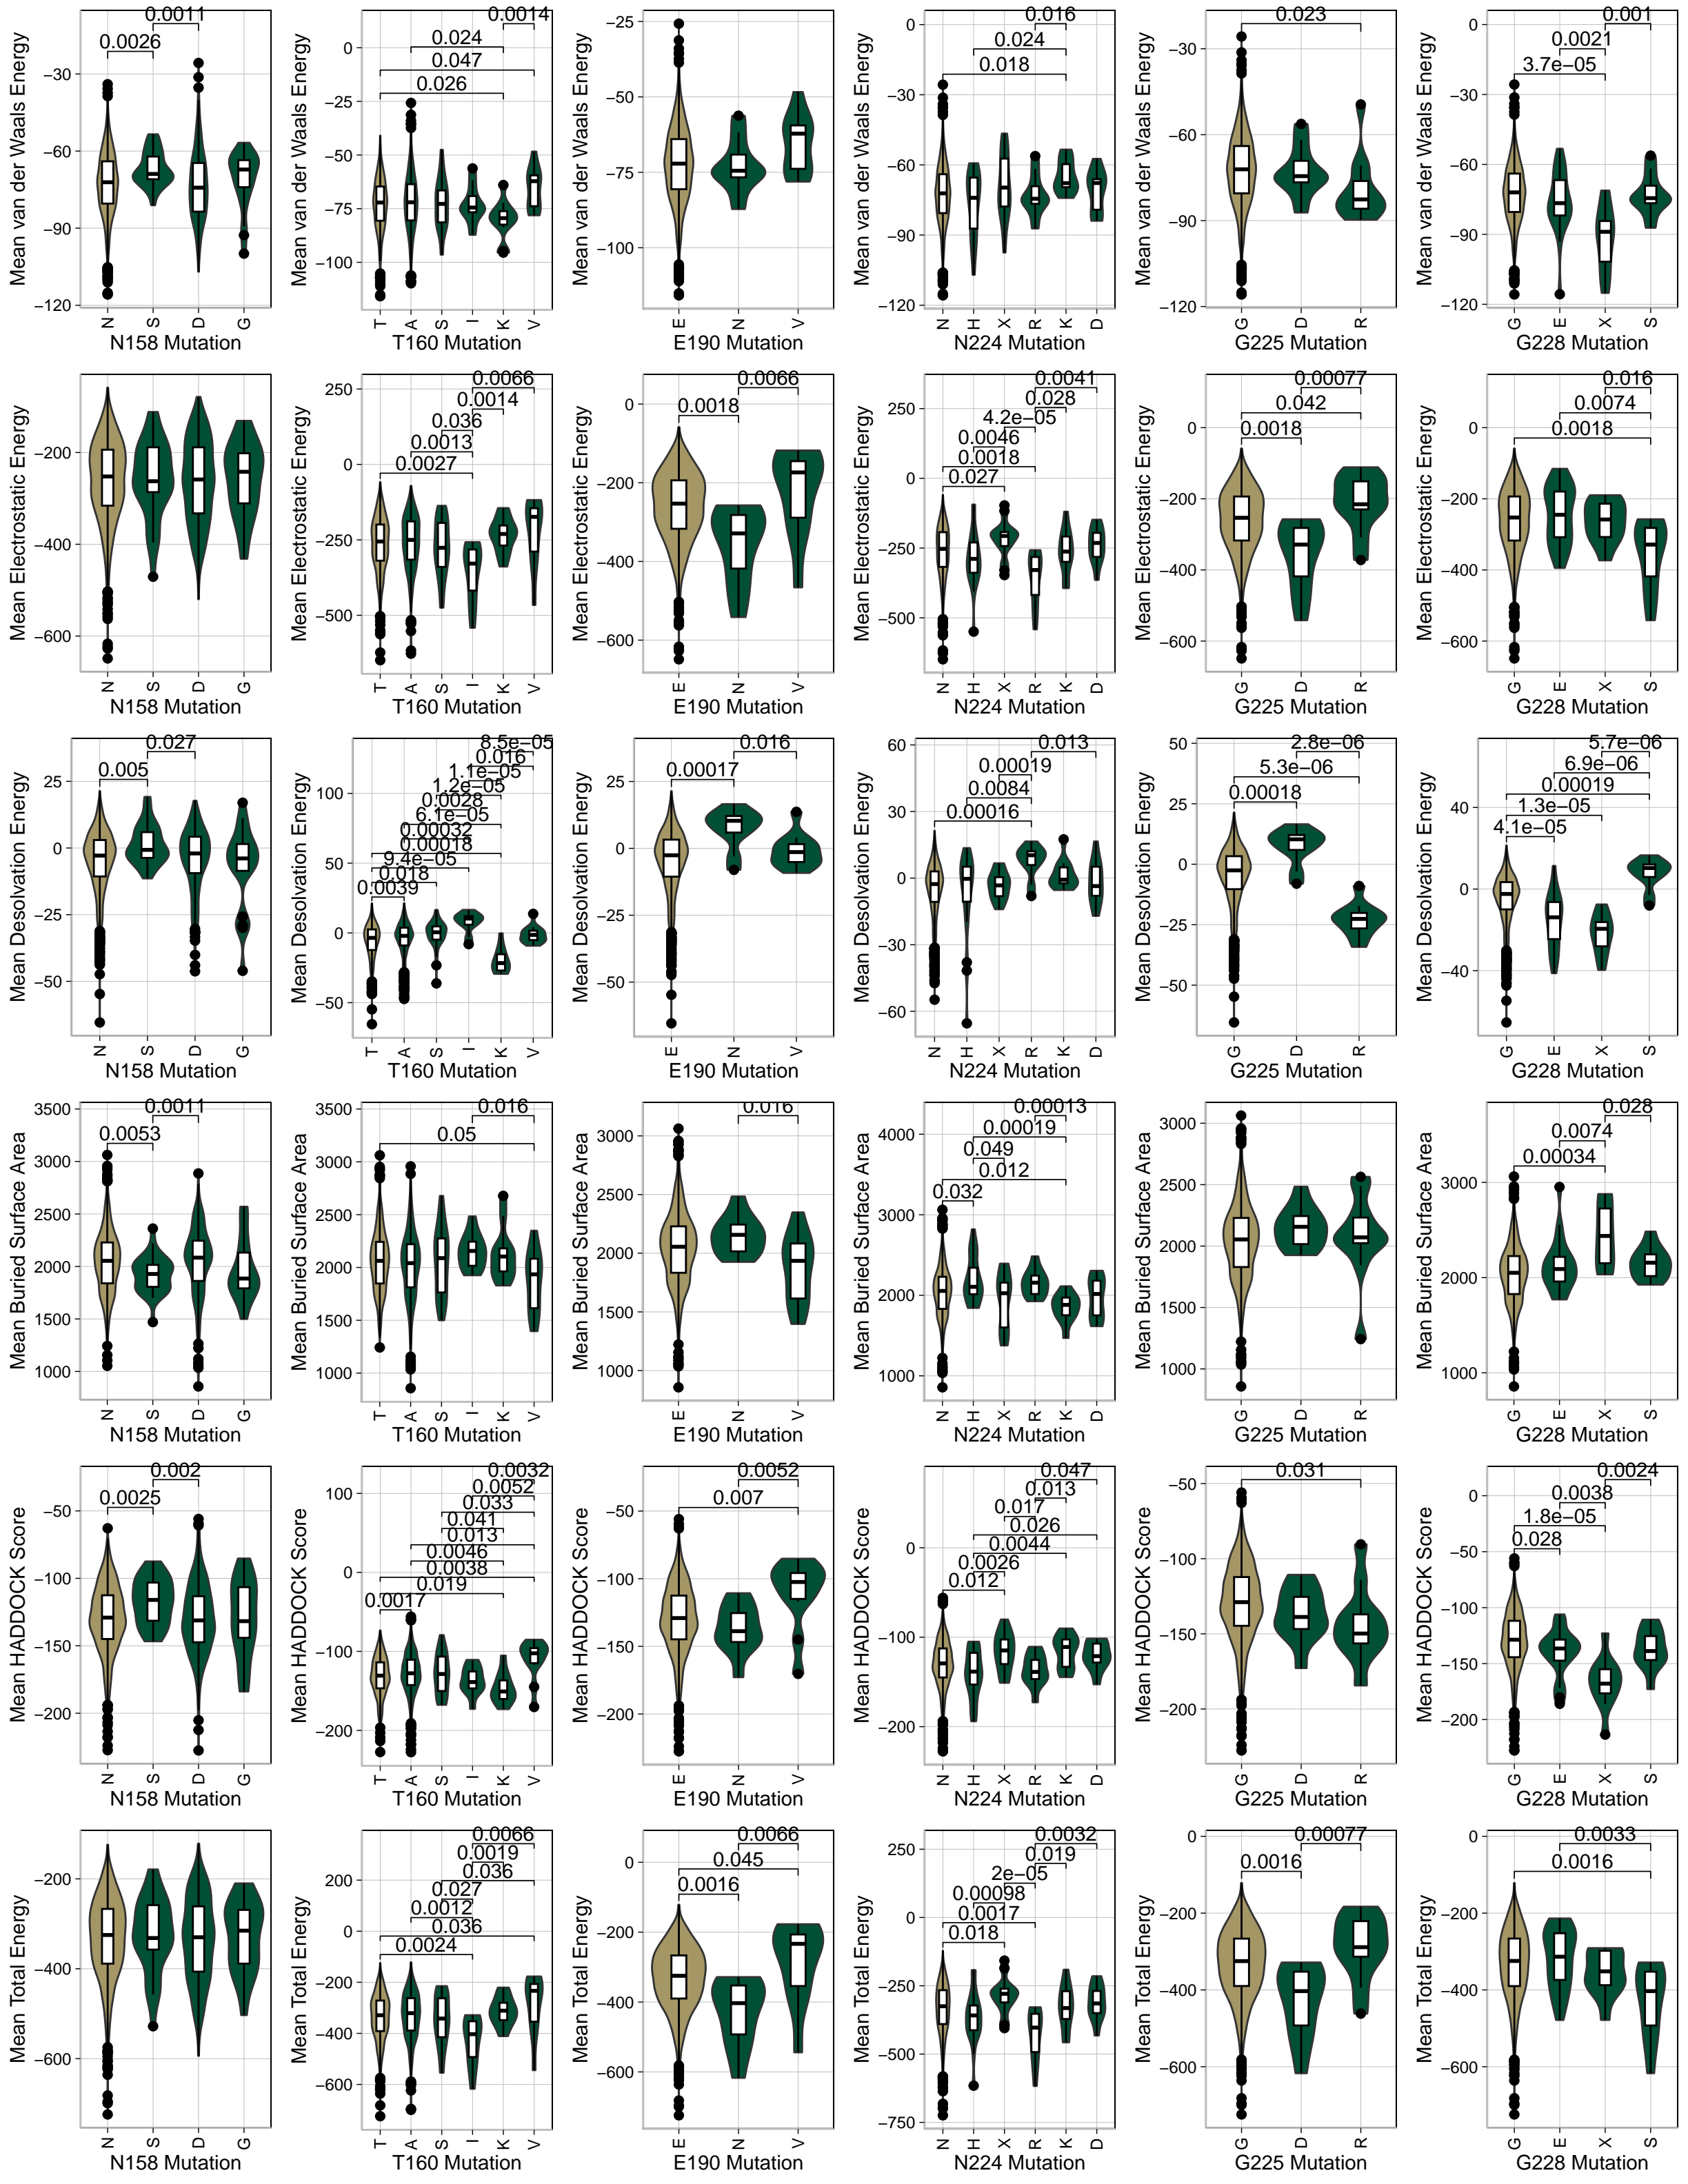 Mean van der Waals Energy
0.0011
0.0026
−30
−60
−90
−120
N S D G
N158 Mutation
Mean van der Waals Energy
0.0014
0.024
0.047
0.026
0
−25
−50
−75
−100
T A S I K V
T160 Mutation
Mean van der Waals Energy
−25
−50
−75
−100
E N V
E190 Mutation
Mean van der Waals Energy
0.016
0.024
0.018
0
−30
−60
−90
−120
N H X R K D
N224 Mutation
Mean van der Waals Energy
0.023
−30
−60
−90
−120
G D R
G225 Mutation
Mean van der Waals Energy
0.001
0.0021
3.7e−05
0
−30
−60
−90
−120
G E X S
G228 Mutation
Mean Electrostatic Energy
−200
−400
−600
N S D G
N158 Mutation
Mean Electrostatic Energy
0.0066
0.0014
0.036
0.0013
0.0027
250
0
−250
−500
T A S I K V
T160 Mutation
Mean Electrostatic Energy
0.0066
0.0018
0
−200
−400
−600
E N V
E190 Mutation
Mean Electrostatic Energy
0.0041
0.028
4.2e−05
0.0046
0.0018
0.027
250
0
−250
−500
N H X R K D
N224 Mutation
Mean Electrostatic Energy
0.00077
0.042
0.0018
0
−200
−400
−600
G D R
G225 Mutation
Mean Electrostatic Energy
0.016
0.0074
0.0018
0
−200
−400
−600
G E X S
G228 Mutation
Mean Desolvation Energy
0.027
0.005
25
0
−25
−50
N S D G
N158 Mutation
Mean Desolvation Energy
8.5e−05
0.016
1.1e−05
1.2e−05
0.0028
6.1e−05
0.00032
0.00018
9.4e−05
0.018
0.0039
100
50
0
−50
T A S I K V
T160 Mutation
Mean Desolvation Energy
0.016
0.00017
25
0
−25
−50
E N V
E190 Mutation
Mean Desolvation Energy
0.013
0.00019
0.0084
0.00016
60
30
0
−30
−60
N H X R K D
N224 Mutation
Mean Desolvation Energy
2.8e−06
5.3e−06
0.00018
50
25
0
−25
−50
G D R
G225 Mutation
Mean Desolvation Energy
5.7e−06
6.9e−06
0.00019
1.3e−05
4.1e−05
40
0
−40
G E X S
G228 Mutation
Mean Buried Surface Area
0.0011
0.0053
3500
3000
2500
2000
1500
1000
N S D G
N158 Mutation
Mean Buried Surface Area
0.016
0.05
3500
3000
2500
2000
1500
1000
T A S I K V
T160 Mutation
Mean Buried Surface Area
0.016
3000
2500
2000
1500
1000
E N V
E190 Mutation
Mean Buried Surface Area
0.00013
0.00019
0.049
0.012
0.032
4000
3000
2000
1000
N H X R K D
N224 Mutation
Mean Buried Surface Area
3000
2500
2000
1500
1000
G D R
G225 Mutation
Mean Buried Surface Area
0.028
0.0074
0.00034
3000
2000
1000
G E X S
G228 Mutation
Mean HADDOCK Score
0.002
0.0025
−50
−100
−150
−200
N S D G
N158 Mutation
Mean HADDOCK Score
0.0032
0.0052
0.033
0.041
0.013
0.0046
0.0038
0.019
0.0017
100
0
−100
−200
T A S I K V
T160 Mutation
Mean HADDOCK Score
0.0052
0.007
−50
−100
−150
−200
E N V
E190 Mutation
Mean HADDOCK Score
0.047
0.013
0.017
0.026
0.0044
0.0026
0.012
0
−100
−200
N H X R K D
N224 Mutation
Mean HADDOCK Score
0.031
−50
−100
−150
−200
G D R
G225 Mutation
Mean HADDOCK Score
0.0024
0.0038
1.8e−05
0.028
0
−50
−100
−150
−200
G E X S
G228 Mutation
Mean Total Energy
−200
−400
−600
N S D G
N158 Mutation
Mean Total Energy
0.0066
0.0019
0.036
0.027
0.0012
0.036
0.0024
200
0
−200
−400
−600
T A S I K V
T160 Mutation
Mean Total Energy
0.0066
0.045
0.0016
0
−200
−400
−600
E N V
E190 Mutation
Mean Total Energy
0.0032
0.019
2e−05
0.00098
0.0017
0.018
250
0
−250
−500
−750
N H X R K D
N224 Mutation
Mean Total Energy
0.00077
0.0016
0
−200
−400
−600
G D R
G225 Mutation
Mean Total Energy
0.0033
0.0016
0
−200
−400
−600
G E X S
G228 Mutation